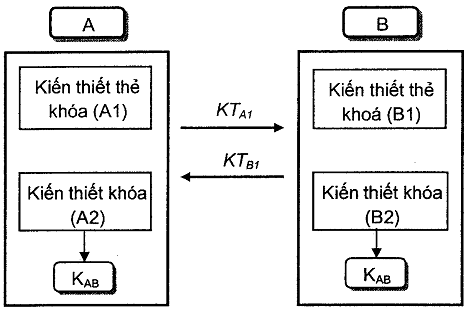 A
B
Kiến thiết thẻ
khóa (A1)
Kiến thiết thẻ
khoá (B1)
KTA1
KTB1
Kiến thiết khóa
(A2)
Kiến thiết khóa
(B2)
KAB
KAB